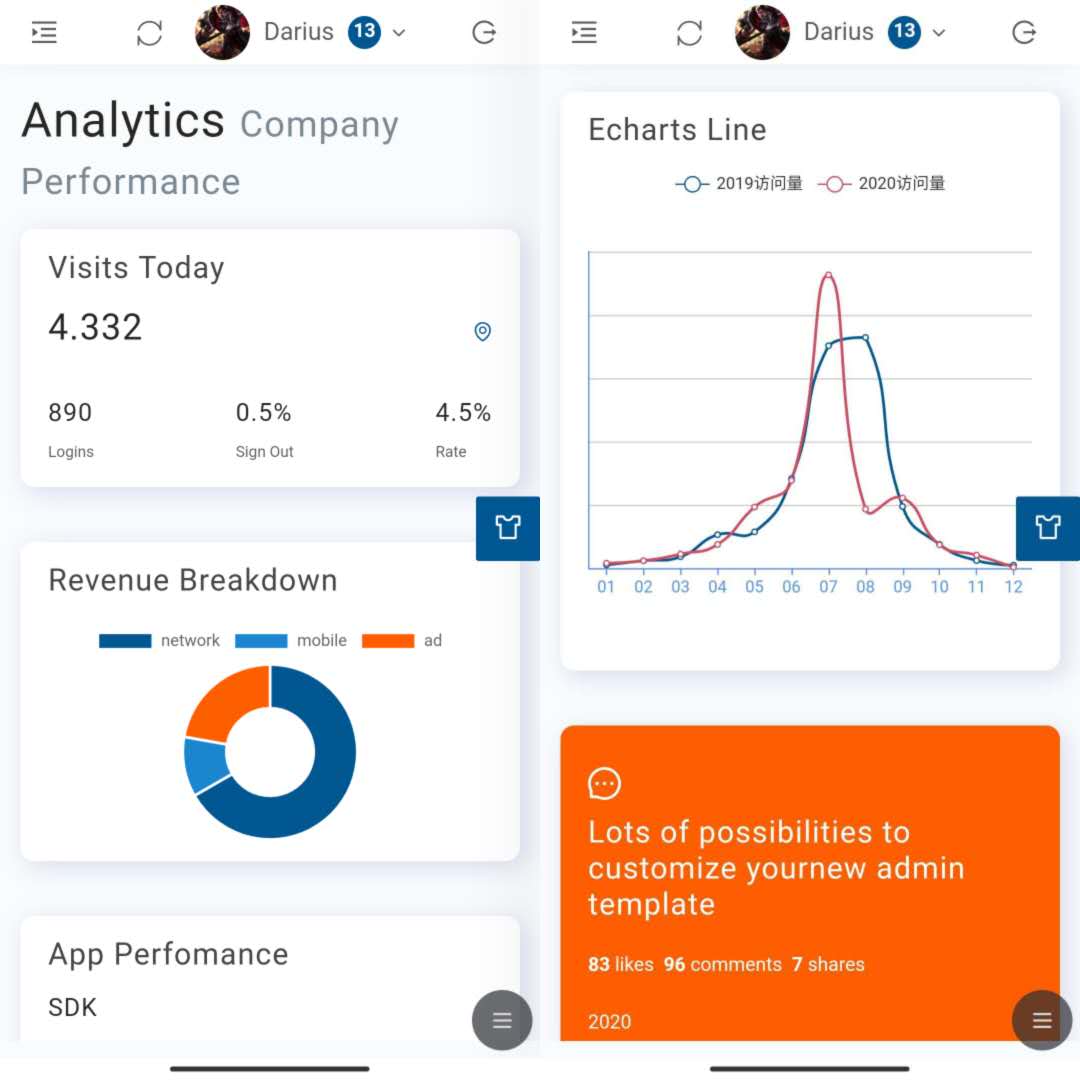 Darius 13
Analytics Company
Performance
Visits Today
4.332
890 0.5% 4.5%
Logins Sign Out Rate
Revenue Breakdown
network mobile ad
App Perfomance
SDK
Darius 13
Echarts Line
2019访问量 2020访问量
01 02 03 04 05 06 07 08 09 10 11 12
Lots of possibilities to
customize yournew admin
template
83 likes 96 comments 7 shares
2020